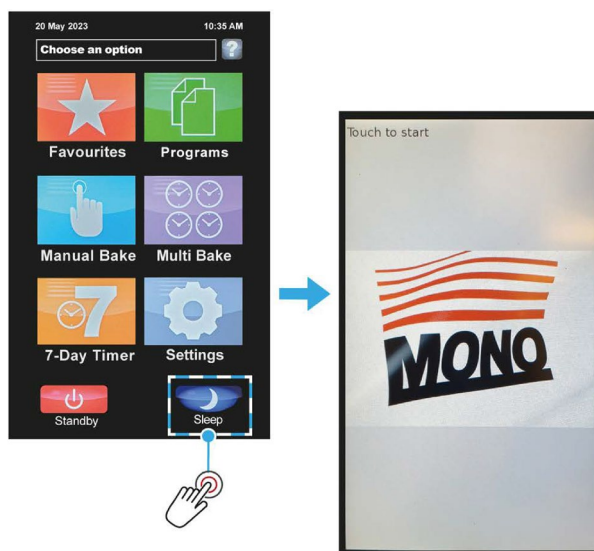 20 May 2023 10:35 AM
Choose an option
?
Favourites Programs
Manual Bake Multi Bake
7
7-Day Timer Settings
Standby Sleep
Touch to start
MONO